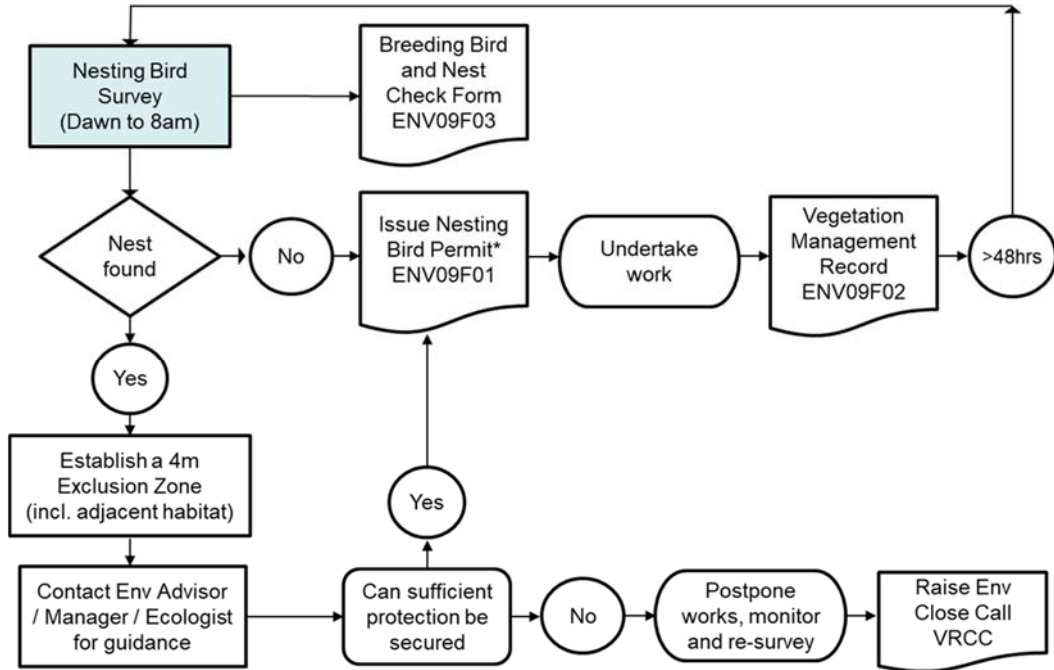 Nesting Bird
Survey
(Dawn to 8am)
Breeding Bird
and Nest
Check Form
ENV09F03
Nest
found
No
Issue Nesting
Bird Permit*
ENV09F01
Undertake
work
Vegetation
Management
Record
ENV09F02
>48hrs
Yes
Establish a 4m
Exclusion Zone
(incl. adjacent habitat)
Yes
Contact Env Advisor
/ Manager / Ecologist
for guidance
Can sufficient
protection be
secured
No
Postpone
works, monitor
and re-survey
Raise Env
Close Call
VRCC